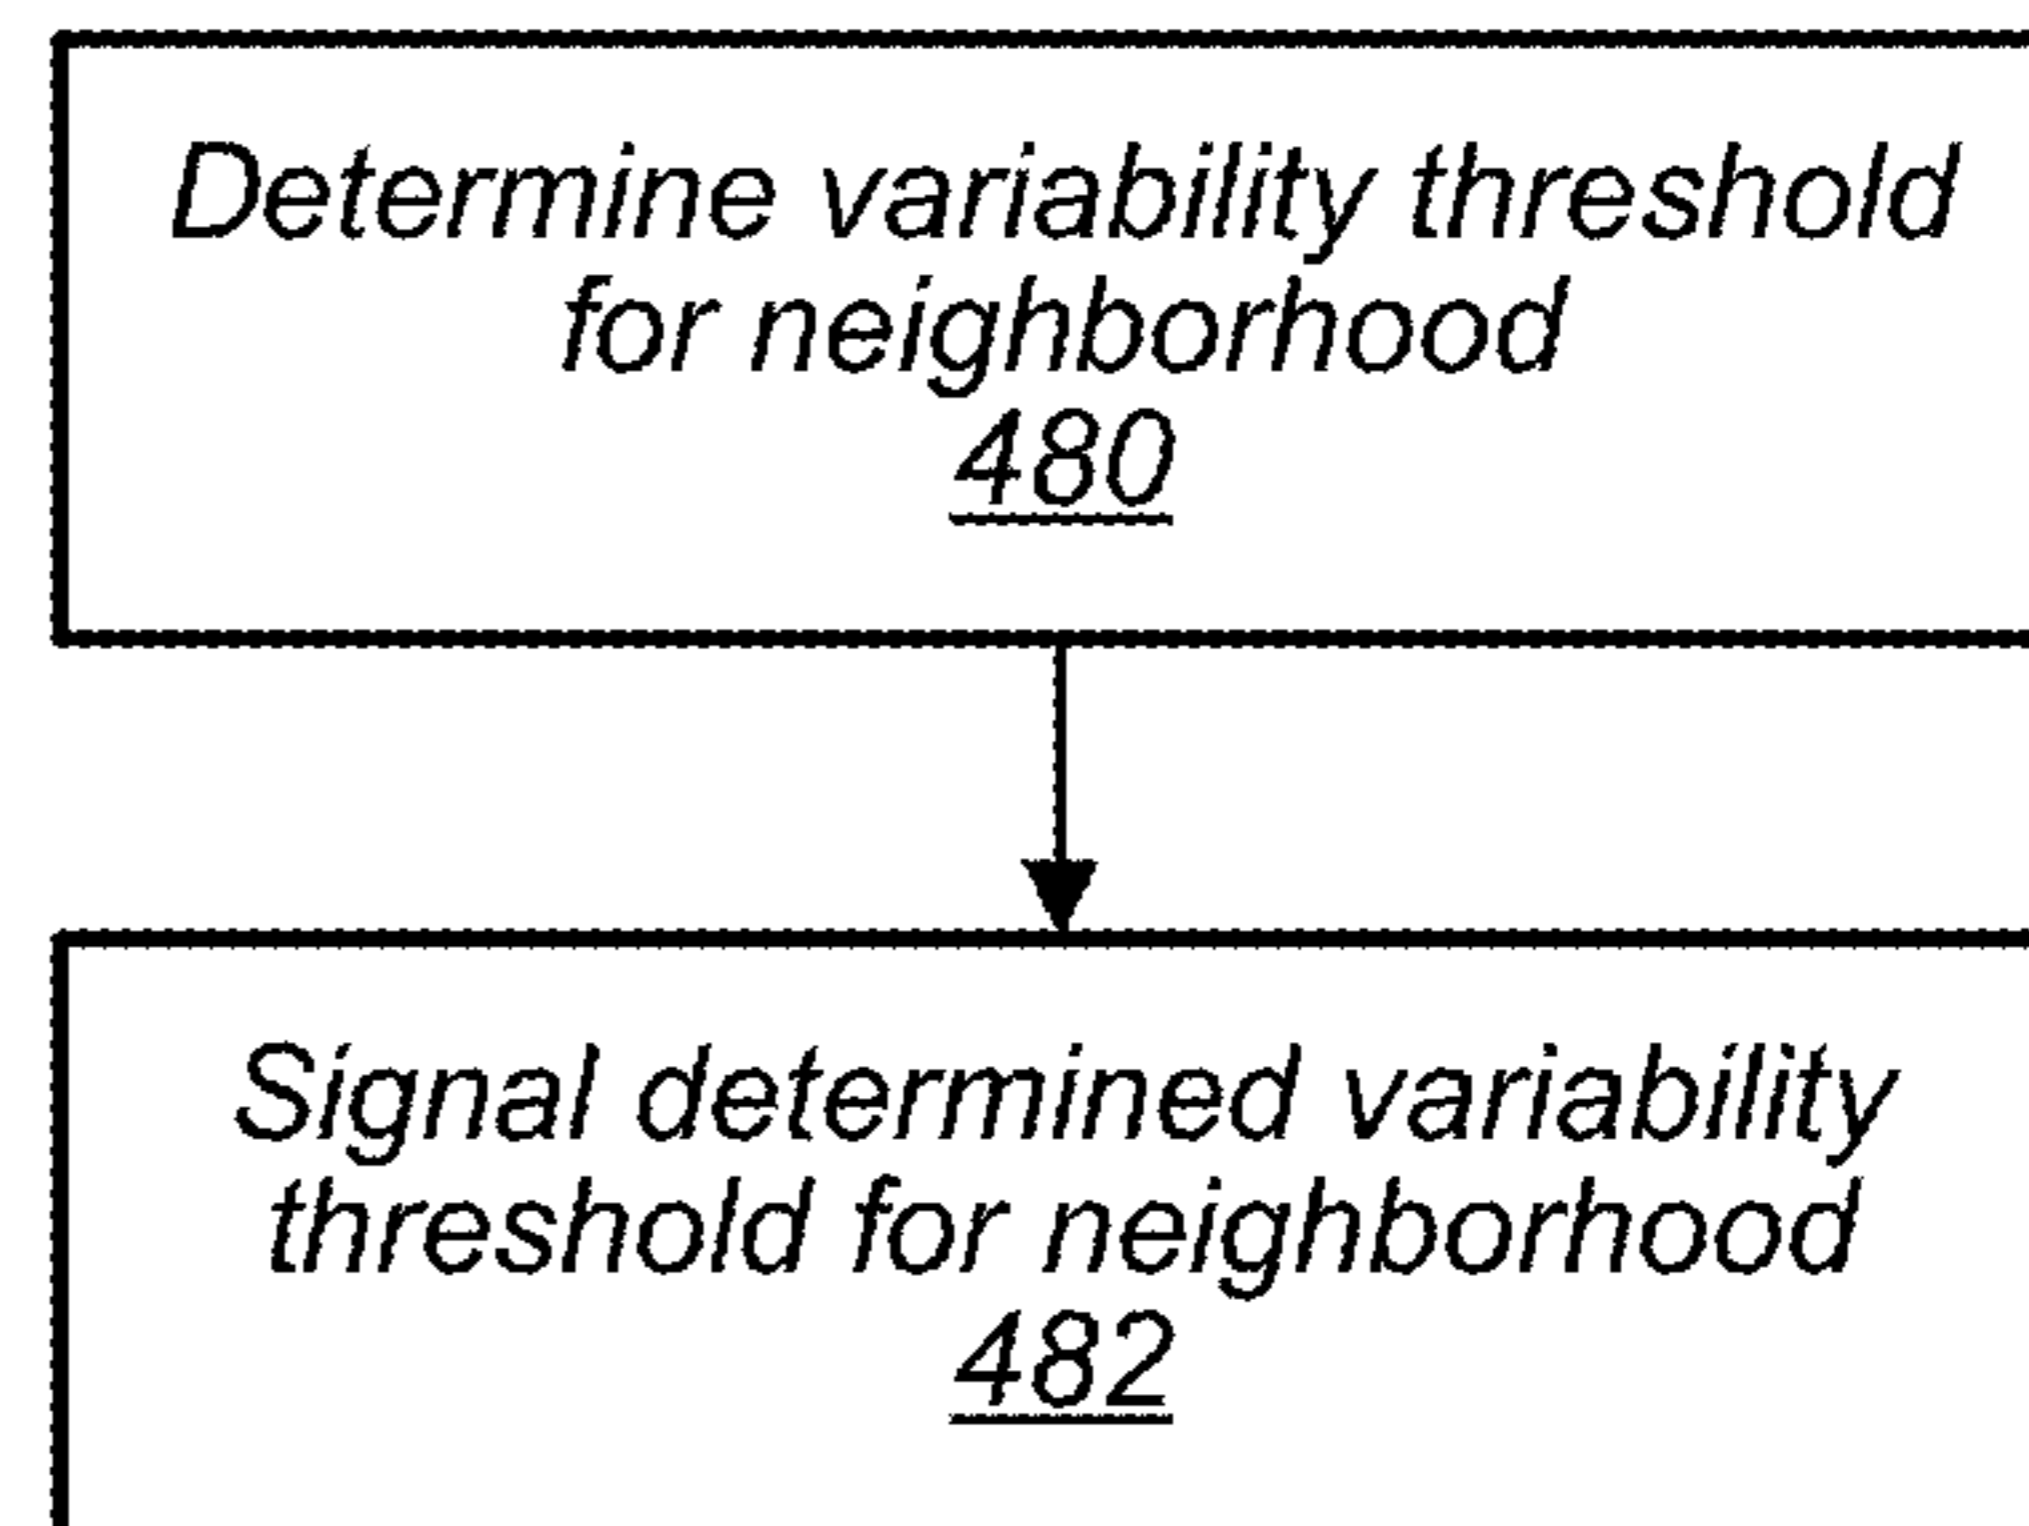 Determine variability threshold
for neighborhood
480
Signal determined variability
threshold for neighborhood
482